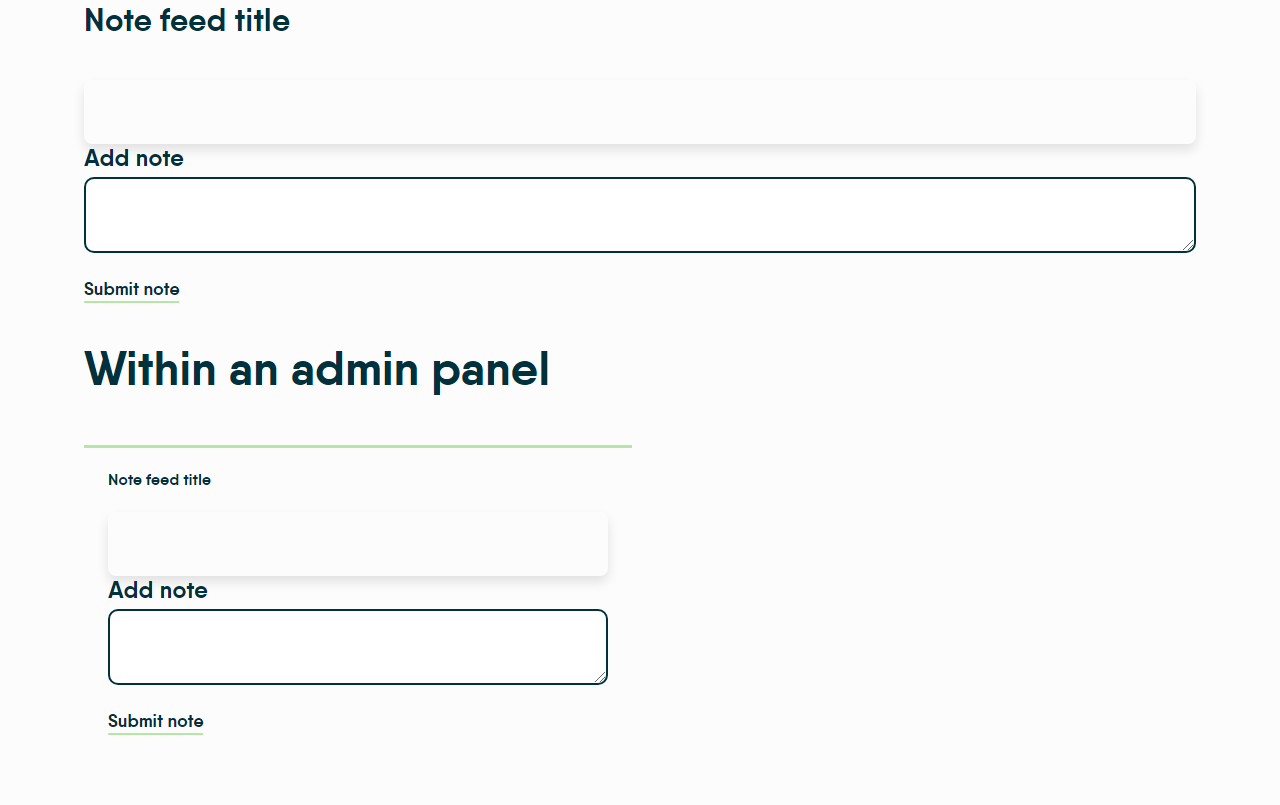 Note feed title
Add note
Submit note
Within an admin panel
Note feed title
Add note
Submit note